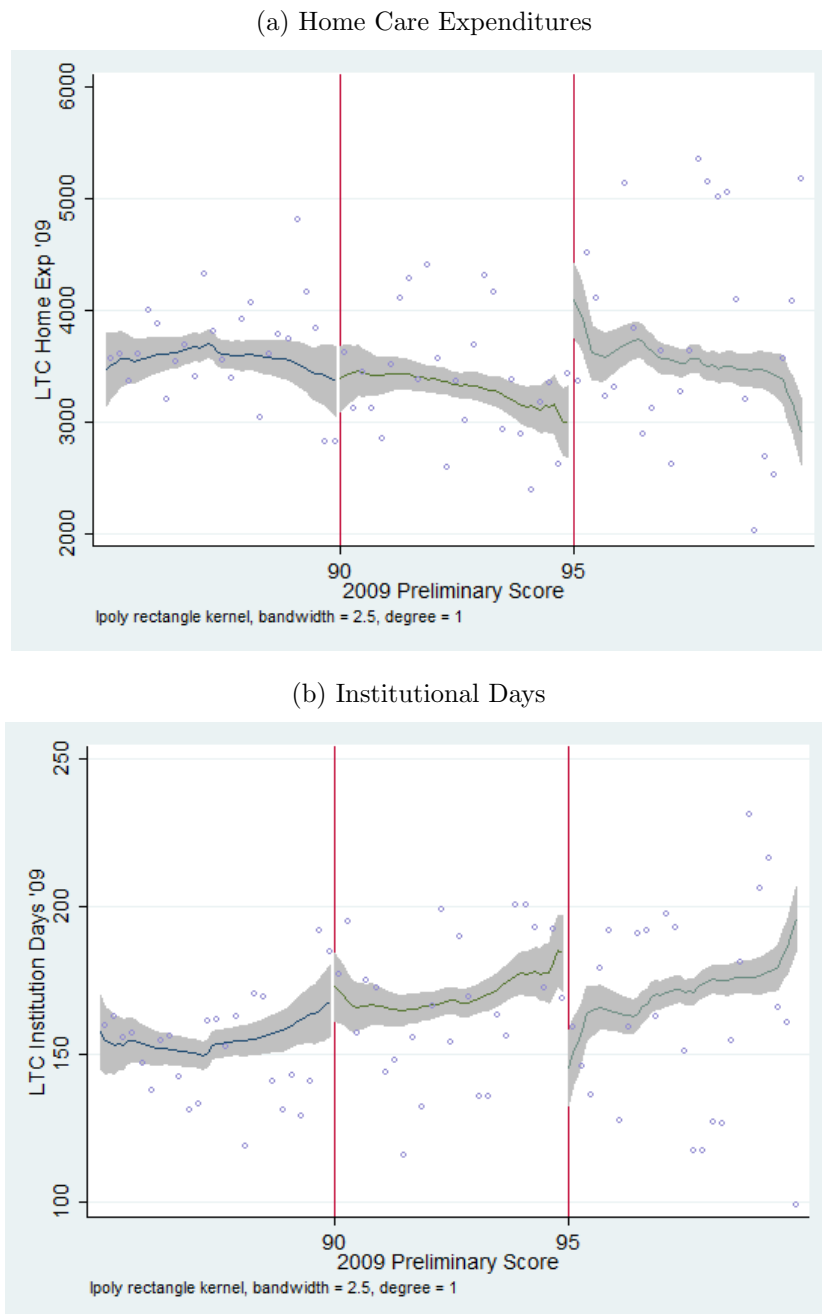 (a) Home Care Expenditures
6000
5000
4000
3000
2000
LTC Home Exp '09
90
95
2009 Preliminary Score
lpoly rectangle kernel, bandwidth = 2.5, degree = 1
(b) Institutional Days
250
200
150
100
LTC Institution Days '09
90
95
2009 Preliminary Score
lpoly rectangle kernel, bandwidth = 2.5, degree = 1